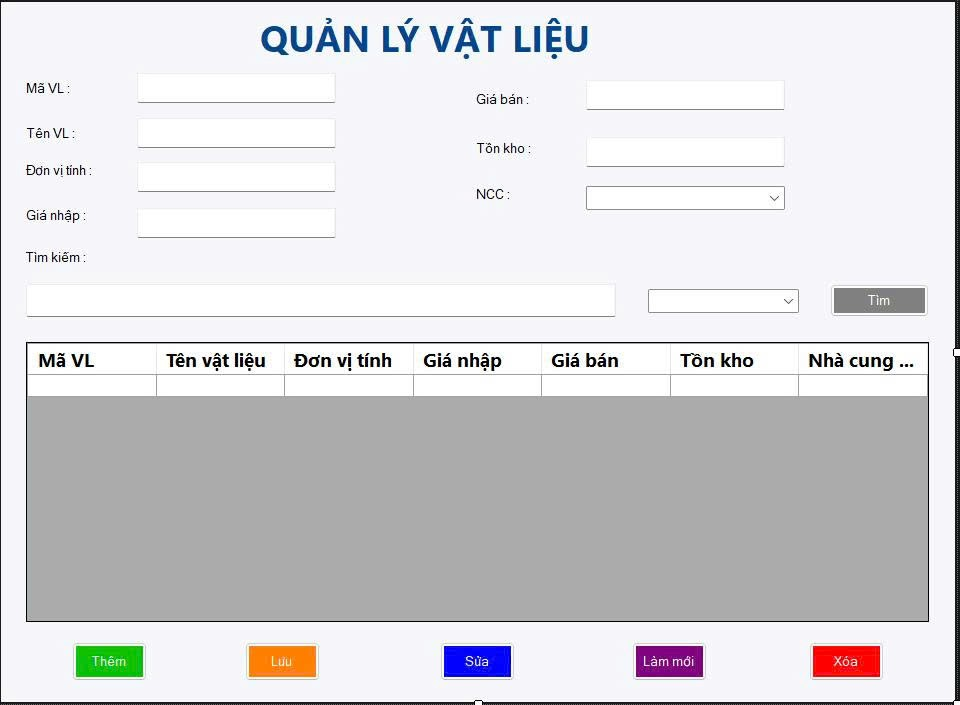 QUẢN LÝ VẬT LIỆU
Mã VL :
Giá bán :
Tên VL :
Tồn kho :
Đơn vị tính :
NCC :
Giá nhập :
Tìm kiếm :
Tìm
Mã VL Tên vật liệu Đơn vị tính Giá nhập Giá bán Tồn kho Nhà cung ...
Thêm Lưu Sửa Làm mới Xóa